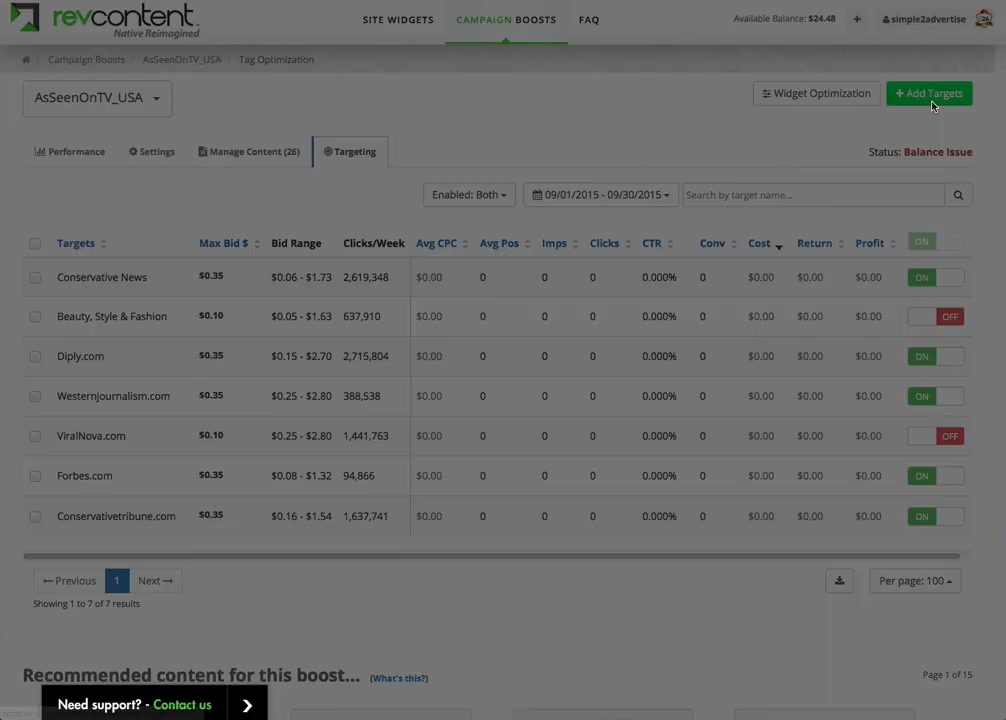 revcontent
Native Reimagined
SITE WIDGETS
CAMPAIGN BOOSTS
FAQ
Available Balance: $24.48
+
simple2advertise
Campaign Boosts / AsSeenOnTV_USA / Tag Optimization
AsSeenOnTV_USA
Widget Optimization
+ Add Targets
Performance
Settings
Manage Content (26)
Targeting
Status: Balance Issue
Enabled: Both
09/01/2015 - 09/30/2015
Search by target name...
Targets Max Bid $ Bid Range Clicks/Week Avg CPC Avg Pos Imps Clicks CTR Conv Cost Return Profit ON
Conservative News $0.35 $0.06 - $1.73 2,619,348 $0.00 0 0 0 0.000% 0 $0.00 $0.00 $0.00 ON
Beauty, Style & Fashion $0.10 $0.05 - $1.63 637,910 $0.00 0 0 0 0.000% 0 $0.00 $0.00 $0.00 OFF
Diply.com $0.35 $0.15 - $2.70 2,715,804 $0.00 0 0 0 0.000% 0 $0.00 $0.00 $0.00 ON
Westernjournalism.com $0.35 $0.25 - $2.80 388,538 $0.00 0 0 0 0.000% 0 $0.00 $0.00 $0.00 ON
ViralNova.com $0.10 $0.25 - $2.80 1,441,763 $0.00 0 0 0 0.000% 0 $0.00 $0.00 $0.00 OFF
Forbes.com $0.35 $0.08 - $1.32 94,866 $0.00 0 0 0 0.000% 0 $0.00 $0.00 $0.00 ON
Conservativetribune.com $0.35 $0.16 - $1.54 1,637,741 $0.00 0 0 0 0.000% 0 $0.00 $0.00 $0.00 ON
← Previous 1 Next →
Per page: 100
Showing 1 to 7 of 7 results
Recommended content for this boost... (What's this?)
Page 1 of 15
Need support? - Contact us